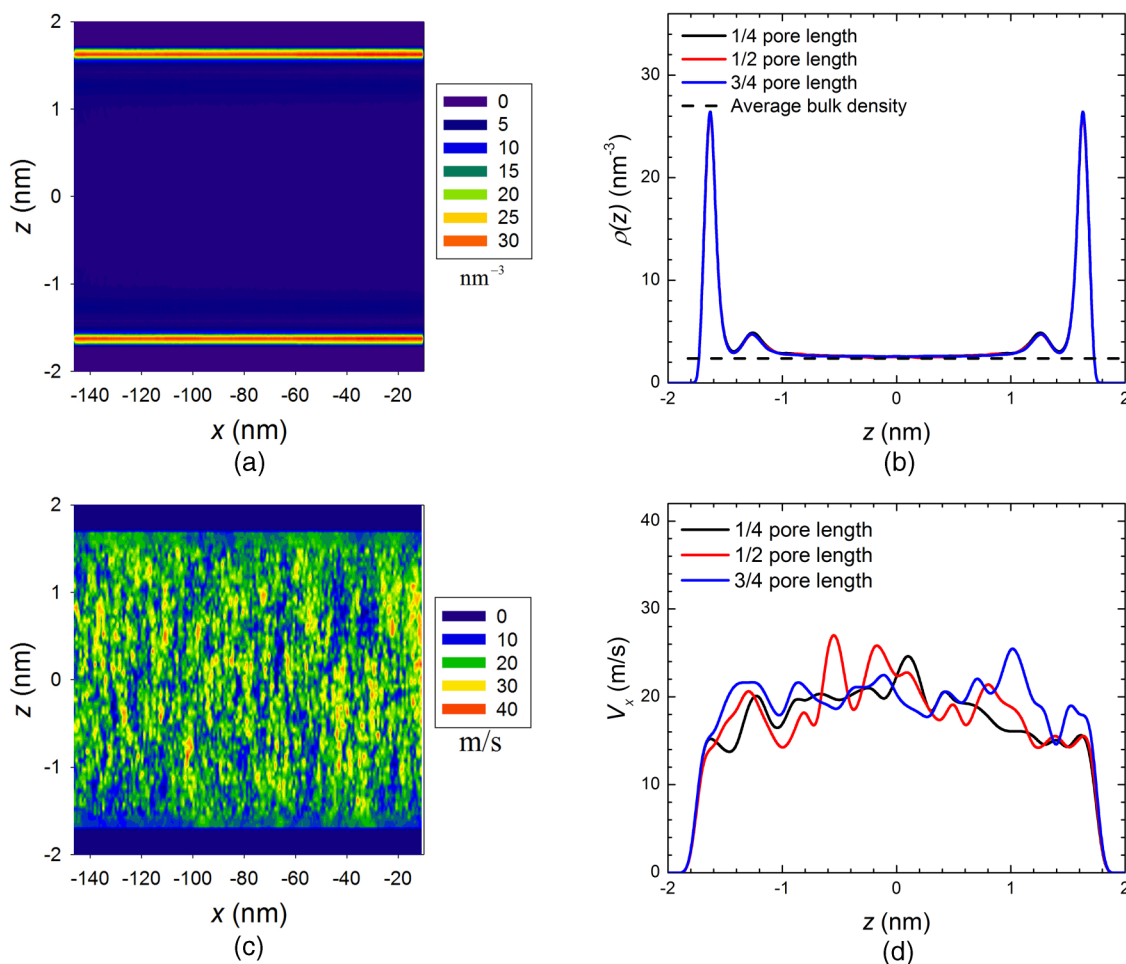 2
1
0
-1
-2
z (nm)
-140 -120 -100 -80 -60 -40 -20
x (nm)
(a)
0
5
10
15
20
25
30
nm⁻³
1/4 pore length
1/2 pore length
3/4 pore length
Average bulk density
30
20
10
0
ρ(z) (nm⁻³)
-2 -1 0 1 2
z (nm)
(b)
2
1
0
-1
-2
z (nm)
-140 -120 -100 -80 -60 -40 -20
x (nm)
(c)
0
10
20
30
40
m/s
1/4 pore length
1/2 pore length
3/4 pore length
40
30
20
10
0
Vₓ (m/s)
-2 -1 0 1 2
z (nm)
(d)